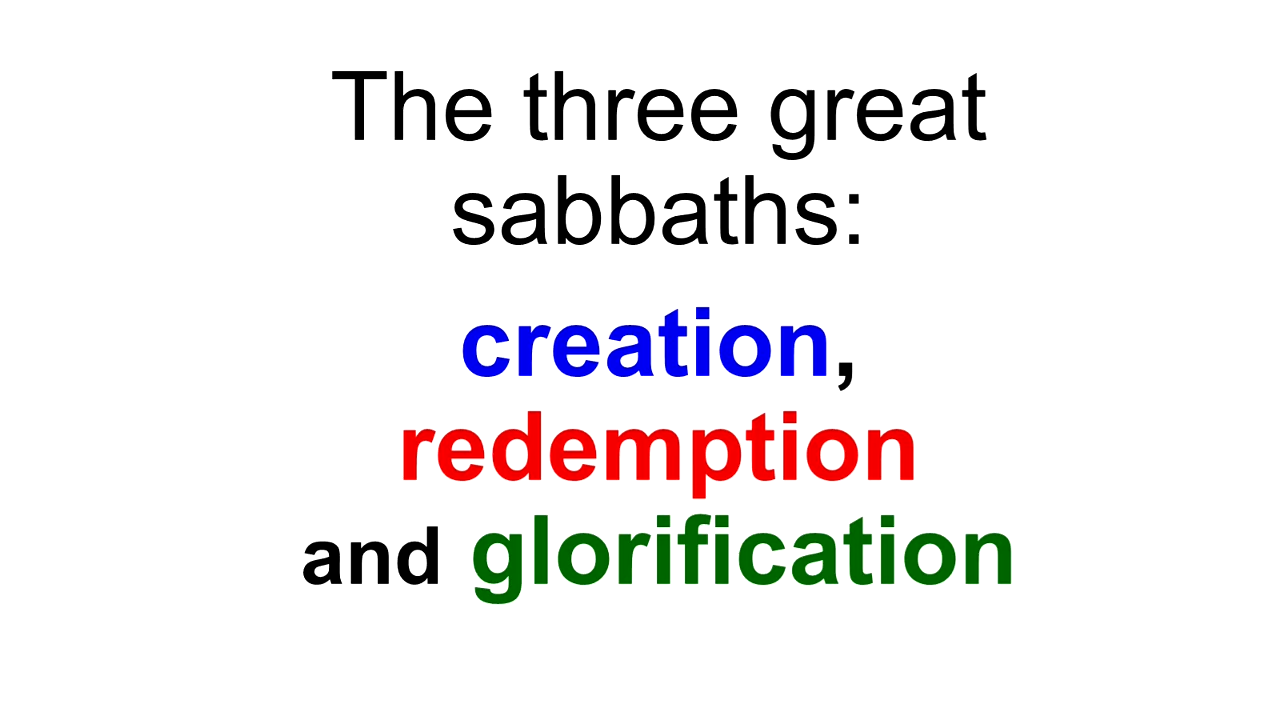 The three great
sabbaths:
creation,
redemption
and glorification